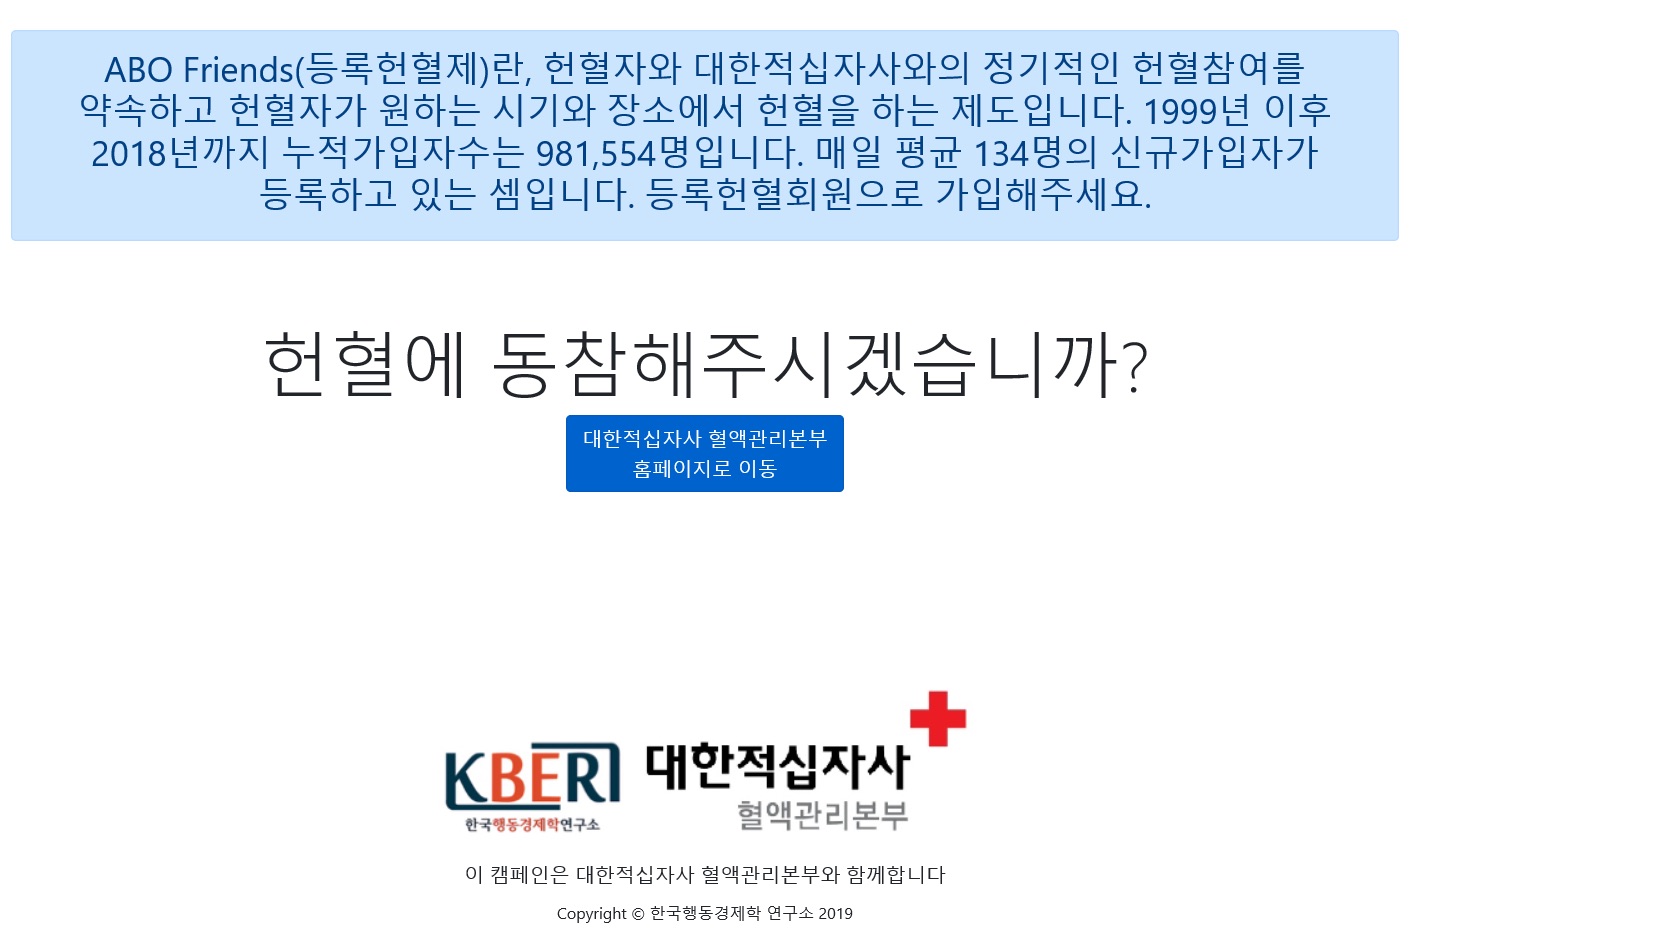 ABO Friends(등록헌혈제)란, 헌혈자와 대한적십자사와의 정기적인 헌혈참여를
약속하고 헌혈자가 원하는 시기와 장소에서 헌혈을 하는 제도입니다. 1999년 이후
2018년까지 누적가입자수는 981,554명입니다. 매일 평균 134명의 신규가입자가
등록하고 있는 셈입니다. 등록헌혈회원으로 가입해주세요.
헌혈에 동참해주시겠습니까?
대한적십자사 혈액관리본부
홈페이지로 이동
KBERI
한국행동경제학연구소
대한적십자사
혈액관리본부
이 캠페인은 대한적십자사 혈액관리본부와 함께합니다
Copyright © 한국행동경제학 연구소 2019